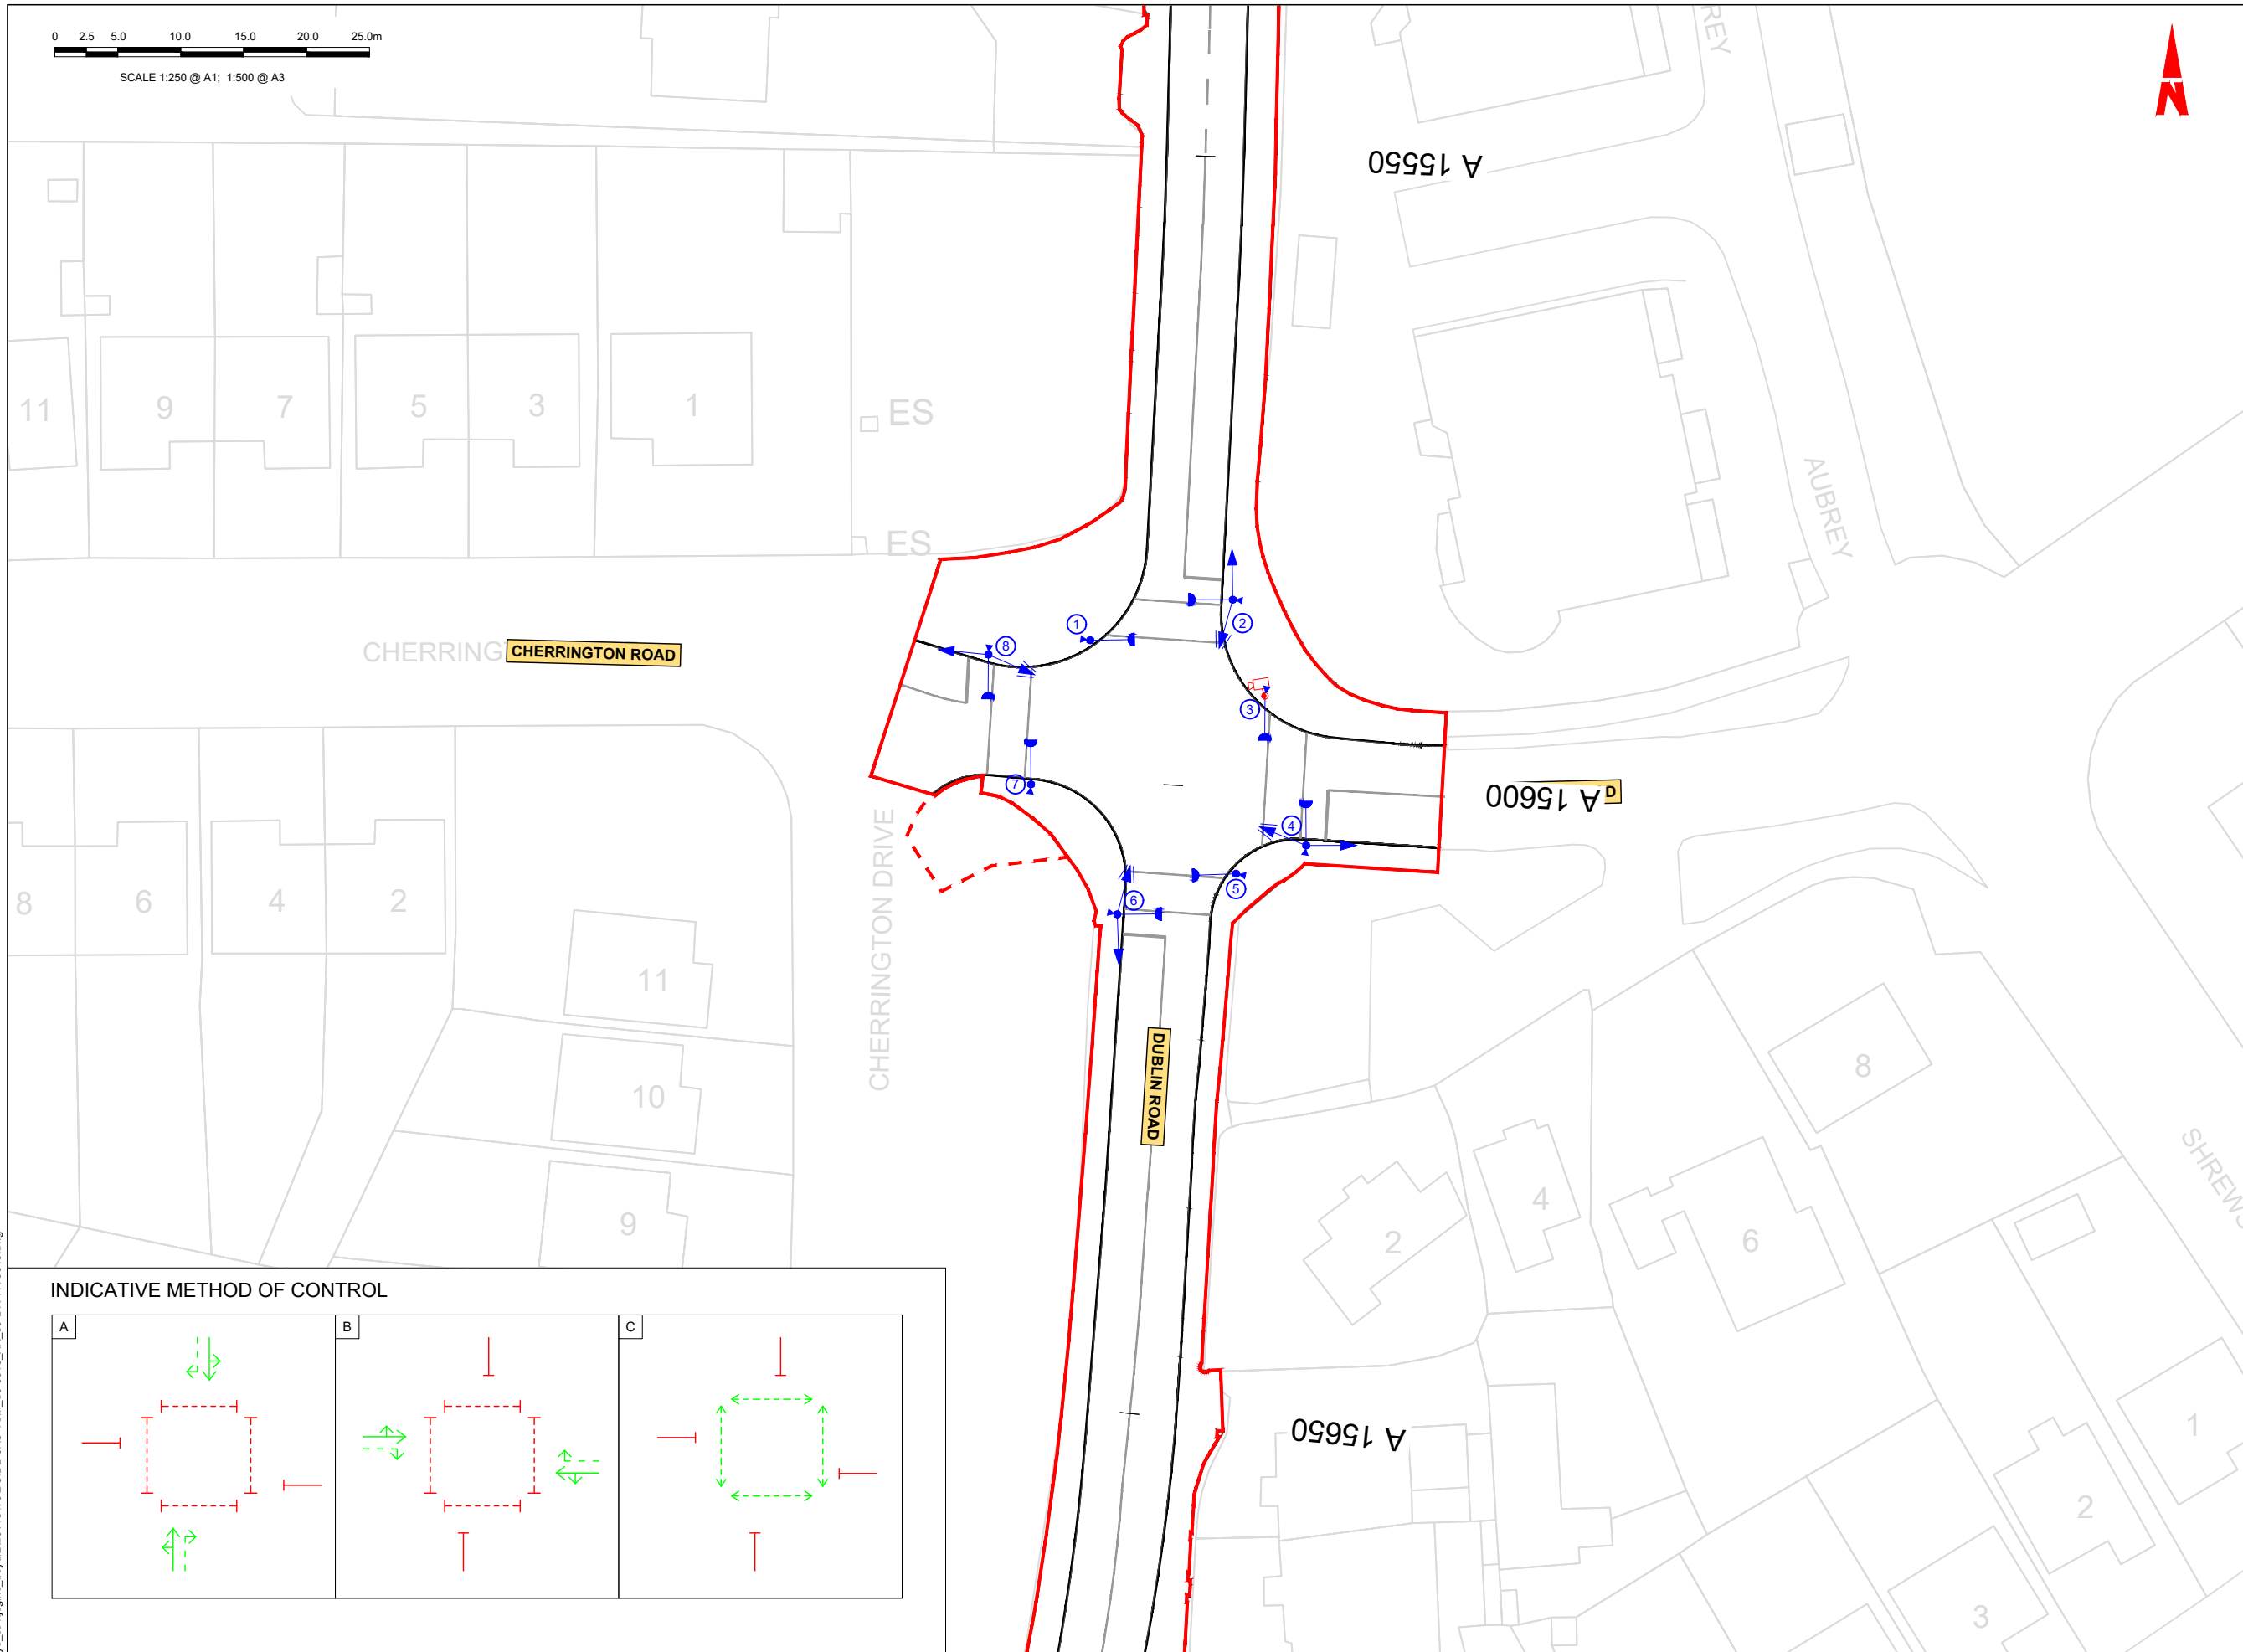 0 2.5 5.0 10.0 15.0 20.0 25.0m
SCALE 1:250 @ A1; 1:500 @ A3
A 15550
11 9 7 5 3 1 ES
ES
AUBREY
CHERRING
CHERRINGTON ROAD
1
2
8
3
7
4
5
6
A 15600
D
CHERRINGTON DRIVE
8 6 4 2
11
10
9
DUBLIN ROAD
8
4
2
6
1
2
3
A 15650
INDICATIVE METHOD OF CONTROL
A
B
C
N